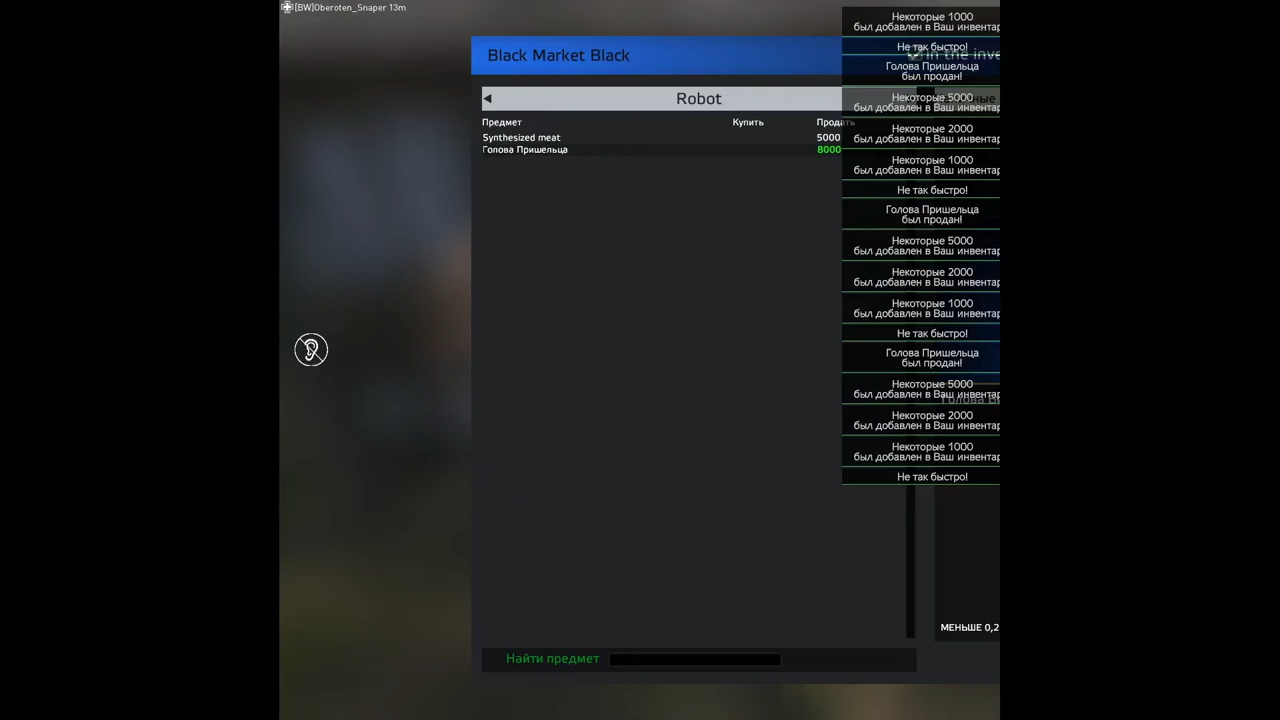 [BW]Oberoten_Snaper 13m
Black Market Black
in the inve
Robot
Предмет Купить Продать
Synthesized meat 5000
Голова Пришельца 8000
Некоторые 1000
был добавлен в Ваш инвентар
Не так быстро!
Голова Пришельца
был продан!
Некоторые 5000
был добавлен в Ваш инвентар
Некоторые 2000
был добавлен в Ваш инвентар
Некоторые 1000
был добавлен в Ваш инвентар
Не так быстро!
Голова Пришельца
был продан!
Некоторые 5000
был добавлен в Ваш инвентар
Некоторые 2000
был добавлен в Ваш инвентар
Некоторые 1000
был добавлен в Ваш инвентар
Не так быстро!
Голова Пришельца
был продан!
Некоторые 5000
был добавлен в Ваш инвентар
Некоторые 2000
был добавлен в Ваш инвентар
Некоторые 1000
был добавлен в Ваш инвентар
Не так быстро!
МЕНЬШЕ 0,2
Найти предмет